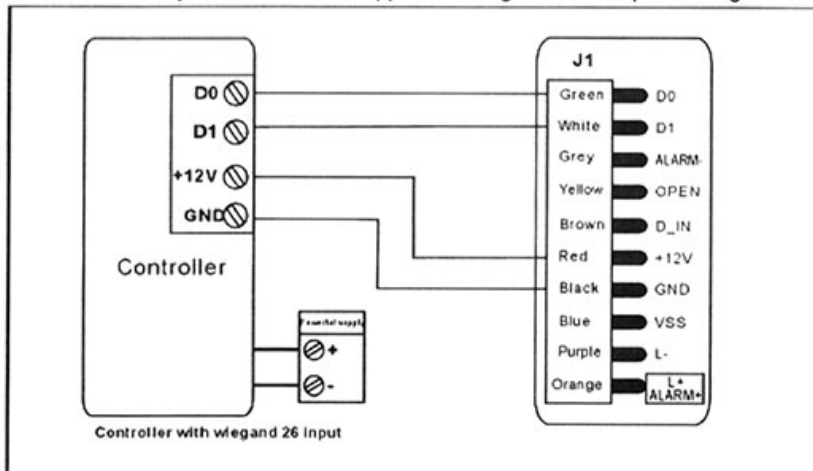 J1
D0
D1
+12V
GND
Controller
Green D0
White D1
Grey ALARM-
Yellow OPEN
Brown D_IN
Red +12V
Black GND
Blue VSS
Purple L-
Orange L+
ALARM+
supply
+
-
Controller with wiegand 26 input